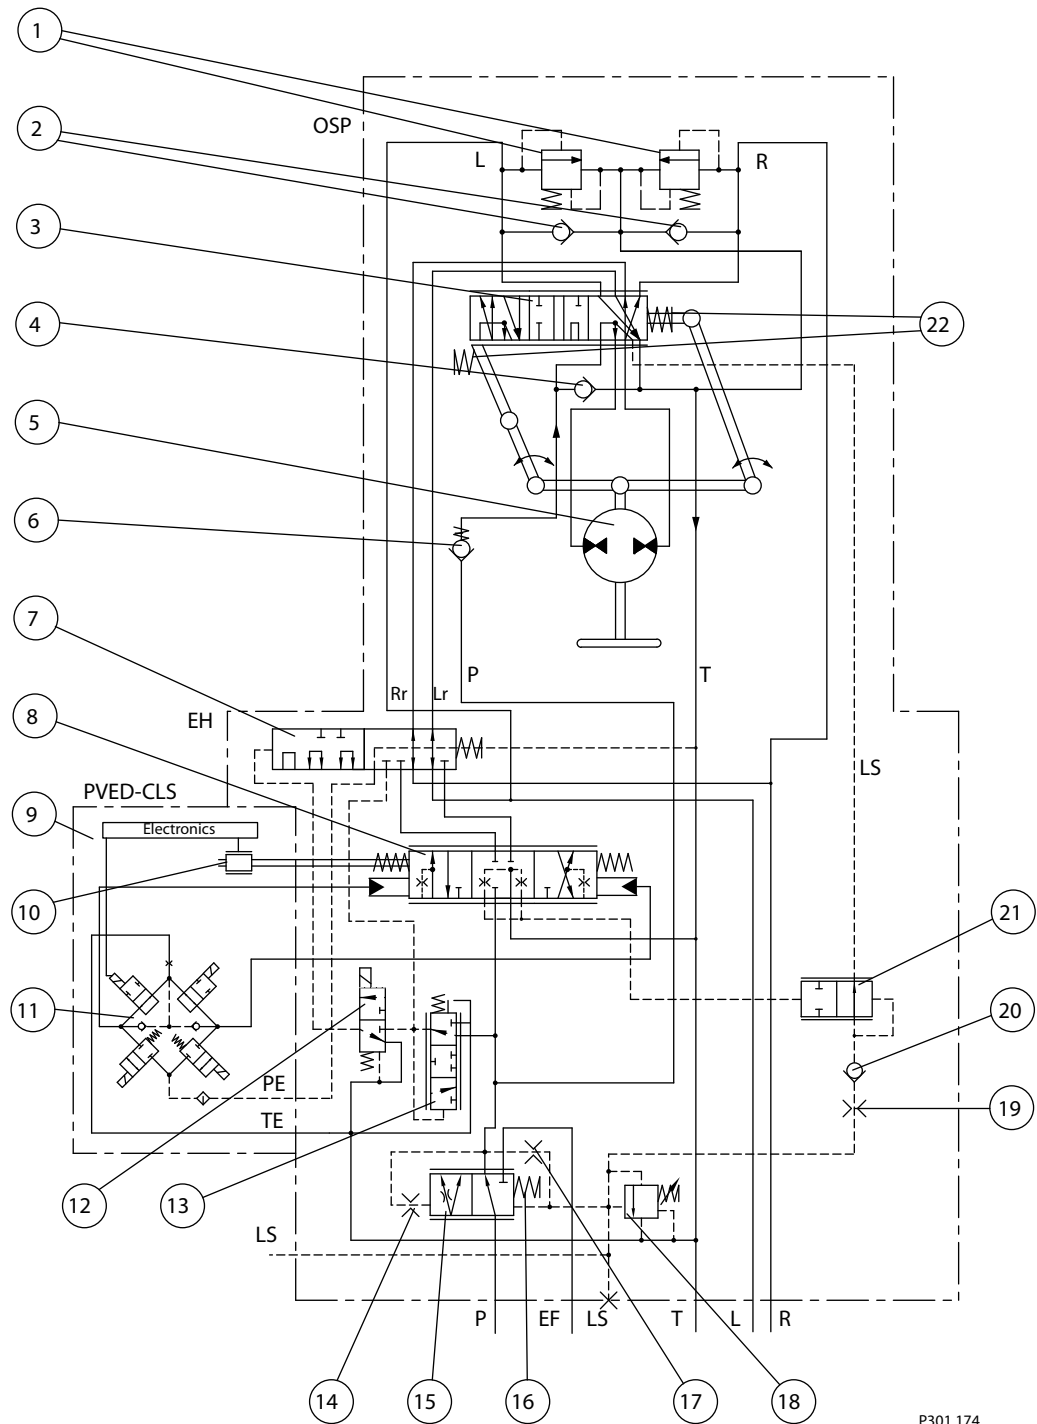 1
OSP
2
L
R
3
4
22
5
6
7
P
T
Rr
Lr
EH
8
LS
PVED-CLS
9
Electronics
10
21
11
20
PE
19
TE
12
13
LS
P
EF
LS
T
L
R
14
15
16
17
18
P301 174